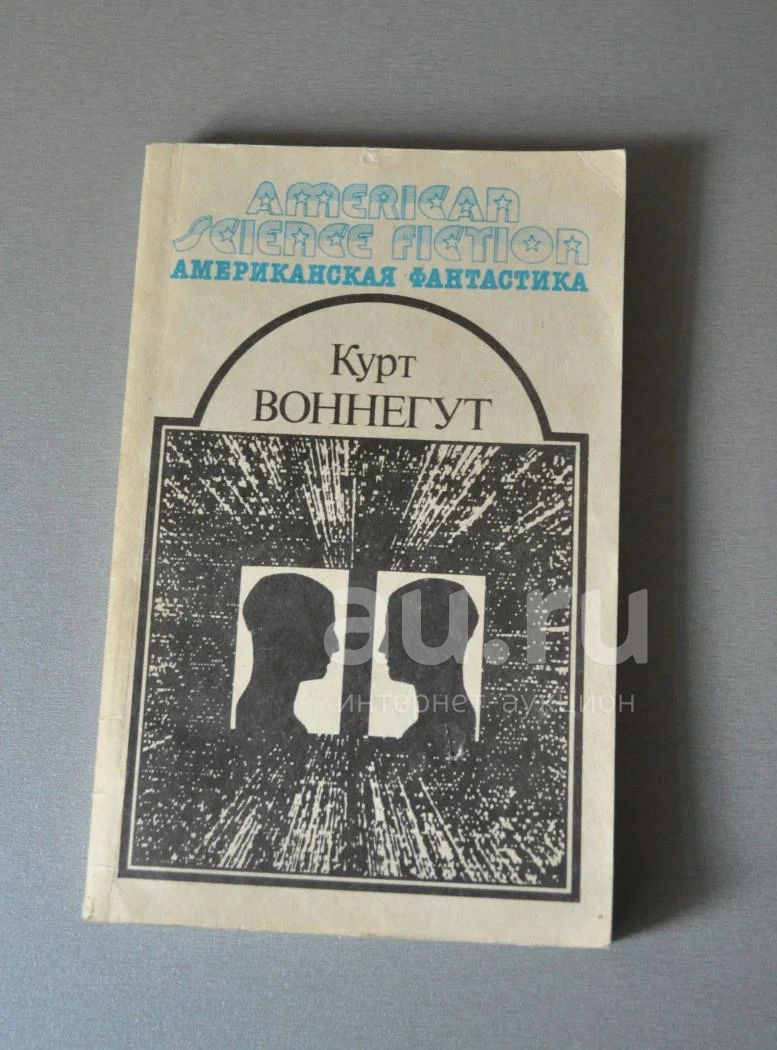 AMERICAN
SCIENCE FICTION
АМЕРИКАНСКАЯ ФАНТАСТИКА
Курт
ВОННЕГУТ
au.ru
интернет-аукцион